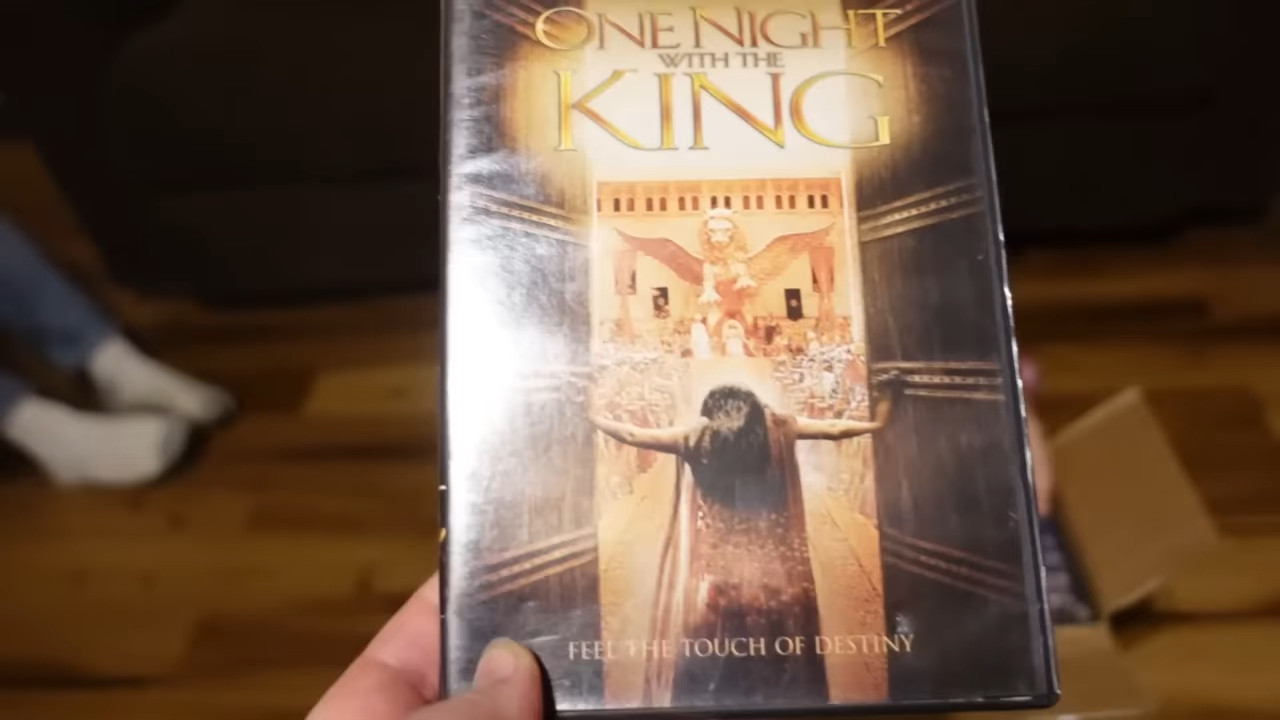 ONE NIGHT
WITH THE
KING
FEEL THE TOUCH OF DESTINY